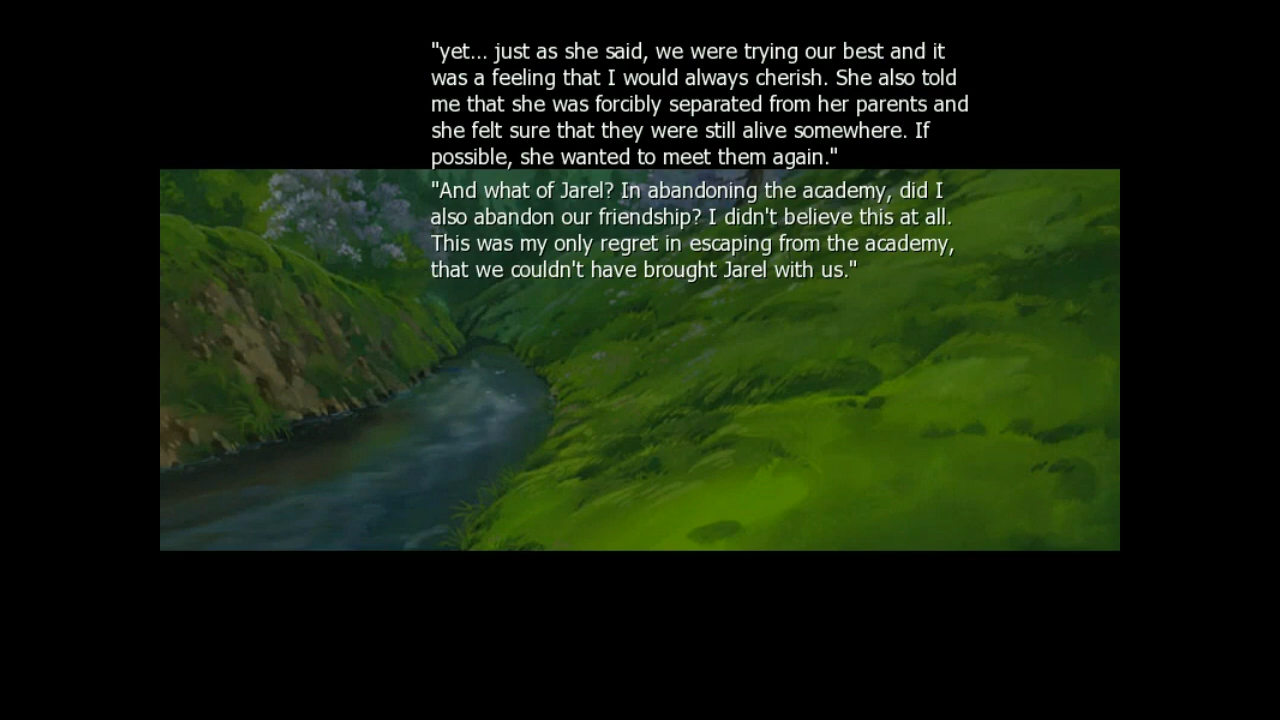 "yet... just as she said, we were trying our best and it
was a feeling that I would always cherish. She also told
me that she was forcibly separated from her parents and
she felt sure that they were still alive somewhere. If
possible, she wanted to meet them again."
"And what of Jarel? In abandoning the academy, did I
also abandon our friendship? I didn't believe this at all.
This was my only regret in escaping from the academy,
that we couldn't have brought Jarel with us."